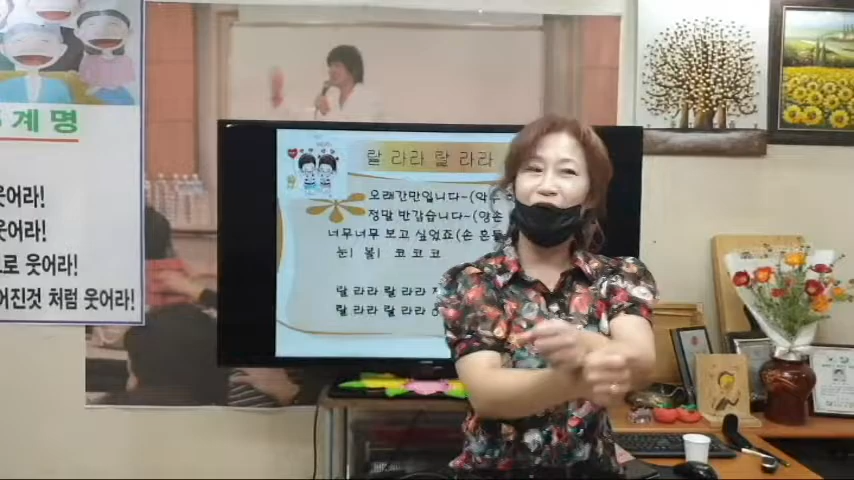 계명
웃어라!
웃어라!
로 웃어라!
어진것 처럼 웃어라!
랄 라라 랄 라라
오래간만입니다~(악수
정말 반갑습니다~(양손
너무너무 보고 싶었죠(손 흔들
눈 볼 코 코 코
랄라라 랄라라
랄라라 랄라라